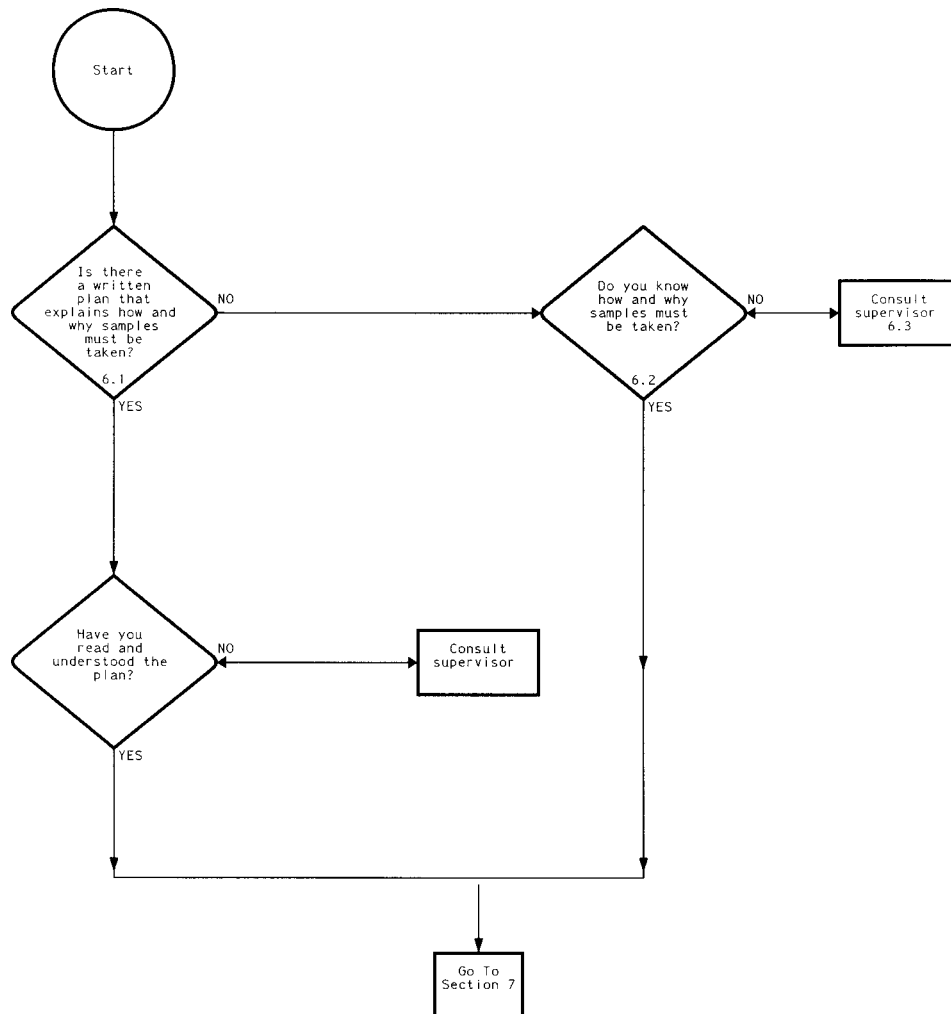 Start
Is there
a written
plan that
explains how and
why samples
must be
taken?
6.1
NO
YES
Do you know
how and why
samples must
be taken?
6.2
NO
YES
Consult
supervisor
6.3
Have you
read and
understood the
plan?
NO
YES
Consult
supervisor
Go To
Section 7